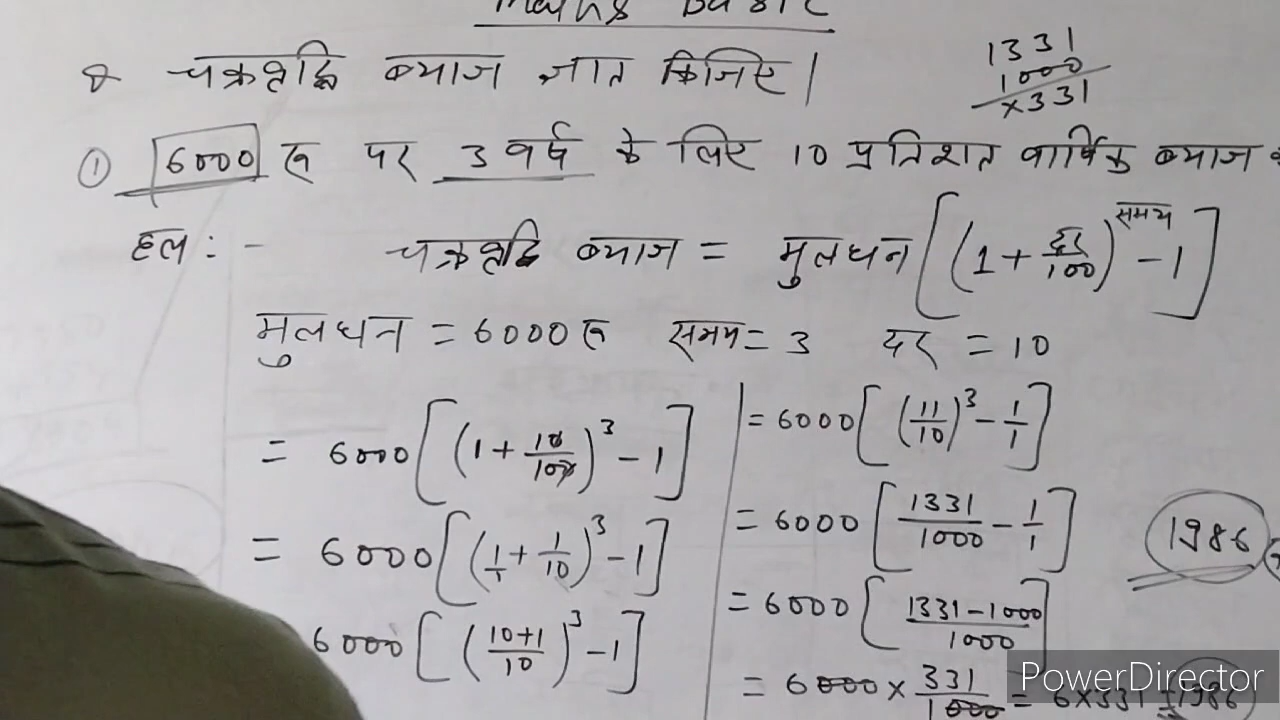 Maths Basic
चक्रवृद्धि ब्याज ज्ञात किजिए|
1331
1000
×331
① 6000 रु पर 3 वर्ष के लिए 10 प्रतिशत वार्षिक ब्याज
हल :- चक्रवृद्धि ब्याज = मुलधन [(1 + दर/100)^समय - 1]
मुलधन = 6000 रु समय = 3 दर = 10
= 6000 [(1 + 10/100)^3 - 1]
= 6000 [(1/1 + 1/10)^3 - 1]
6000 [(10+1/10)^3 - 1]
= 6000 [(11/10)^3 - 1/1]
= 6000 [1331/1000 - 1/1]
= 6000 [1331-1000/1000]
= 6000 × 331/1000 = 6×331 = 1986
1986
PowerDirector